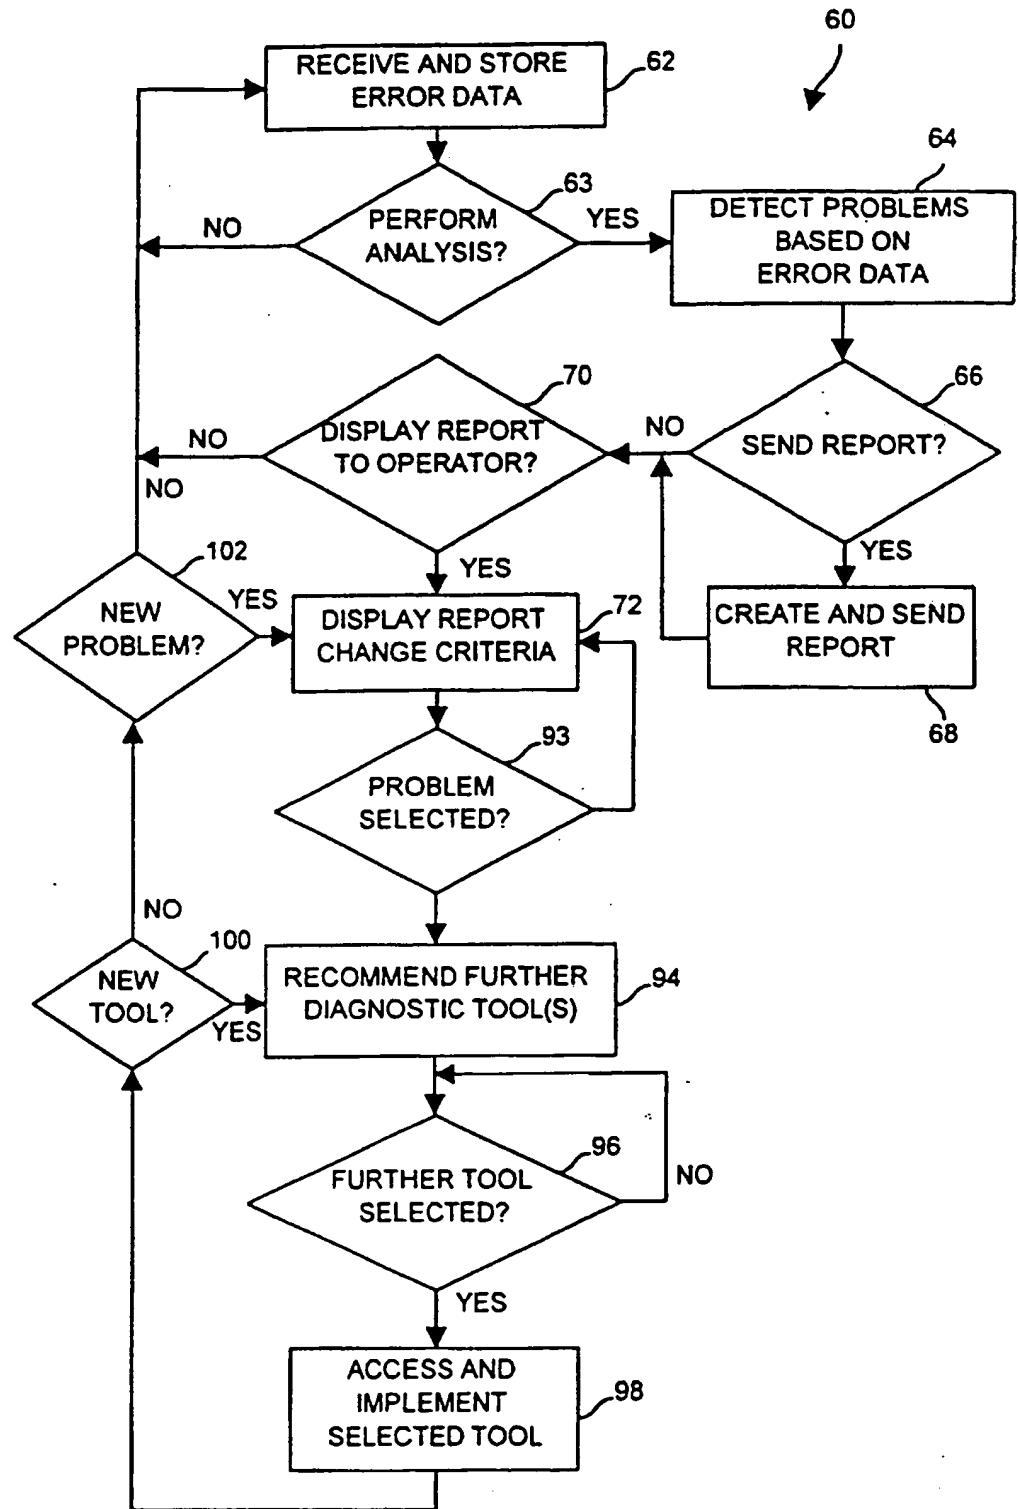 60
RECEIVE AND STORE
ERROR DATA
62
64
63
PERFORM
ANALYSIS?
NO
YES
DETECT PROBLEMS
BASED ON
ERROR DATA
70
66
DISPLAY REPORT
TO OPERATOR?
NO
NO
SEND REPORT?
NO
YES
YES
102
NEW
PROBLEM?
YES
DISPLAY REPORT
CHANGE CRITERIA
72
CREATE AND SEND
REPORT
68
93
PROBLEM
SELECTED?
NO
100
NEW
TOOL?
YES
RECOMMEND FURTHER
DIAGNOSTIC TOOL(S)
94
96
FURTHER TOOL
SELECTED?
NO
YES
ACCESS AND
IMPLEMENT
SELECTED TOOL
98